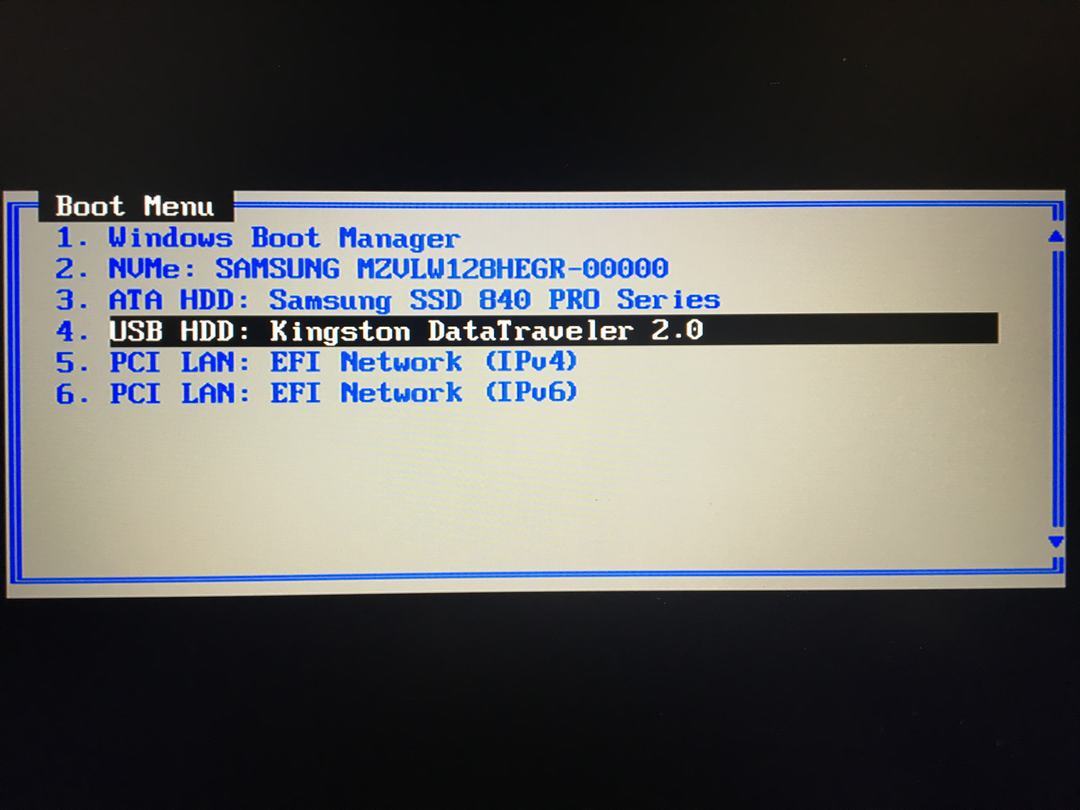 Boot Menu
1. Windows Boot Manager
2. NVMe: SAMSUNG MZVLW128HEGR-00000
3. ATA HDD: Samsung SSD 840 PRO Series
4. USB HDD: Kingston DataTraveler 2.0
5. PCI LAN: EFI Network (IPv4)
6. PCI LAN: EFI Network (IPv6)